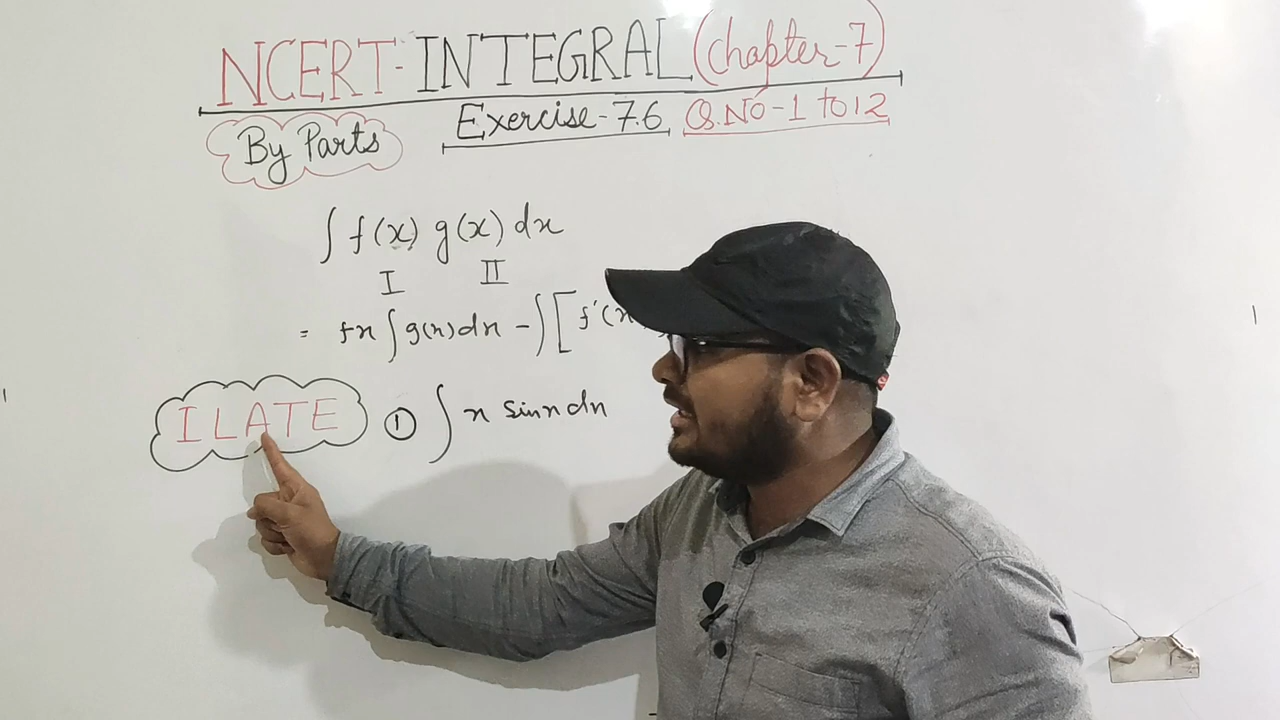 NCERT-INTEGRAL (chapter-7)
Exercise-7.6 Q.No-1 to 12
By Parts
∫ f(x) g(x) dx
I II
= fx ∫ g(x)dx - ∫ [ f'(x
ILATE ① ∫ x sinx dx